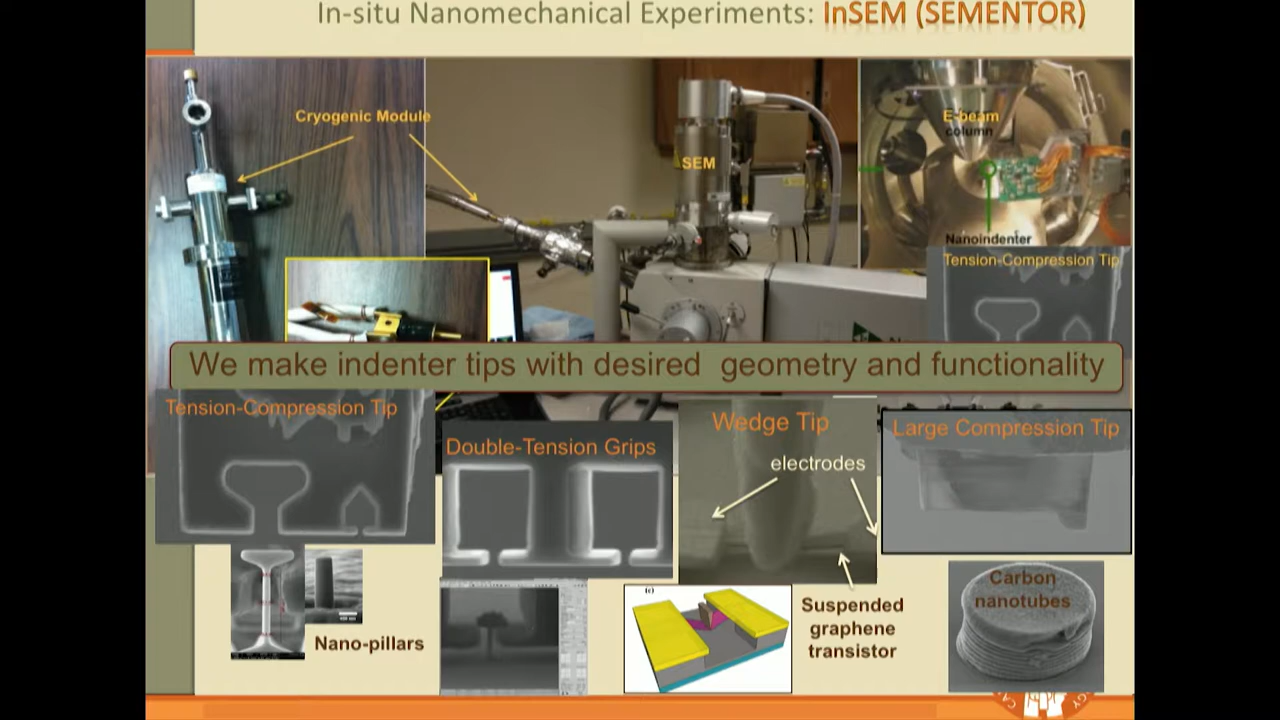 In-situ Nanomechanical Experiments: InSEM (SEMENTOR)
Cryogenic Module
SEM
E-beam
column
Nanoindenter
Tension-Compression Tip
We make indenter tips with desired geometry and functionality
Tension-Compression Tip
Double-Tension Grips
Wedge Tip
electrodes
Large Compression Tip
Nano-pillars
(c)
Suspended
graphene
transistor
Carbon
nanotubes